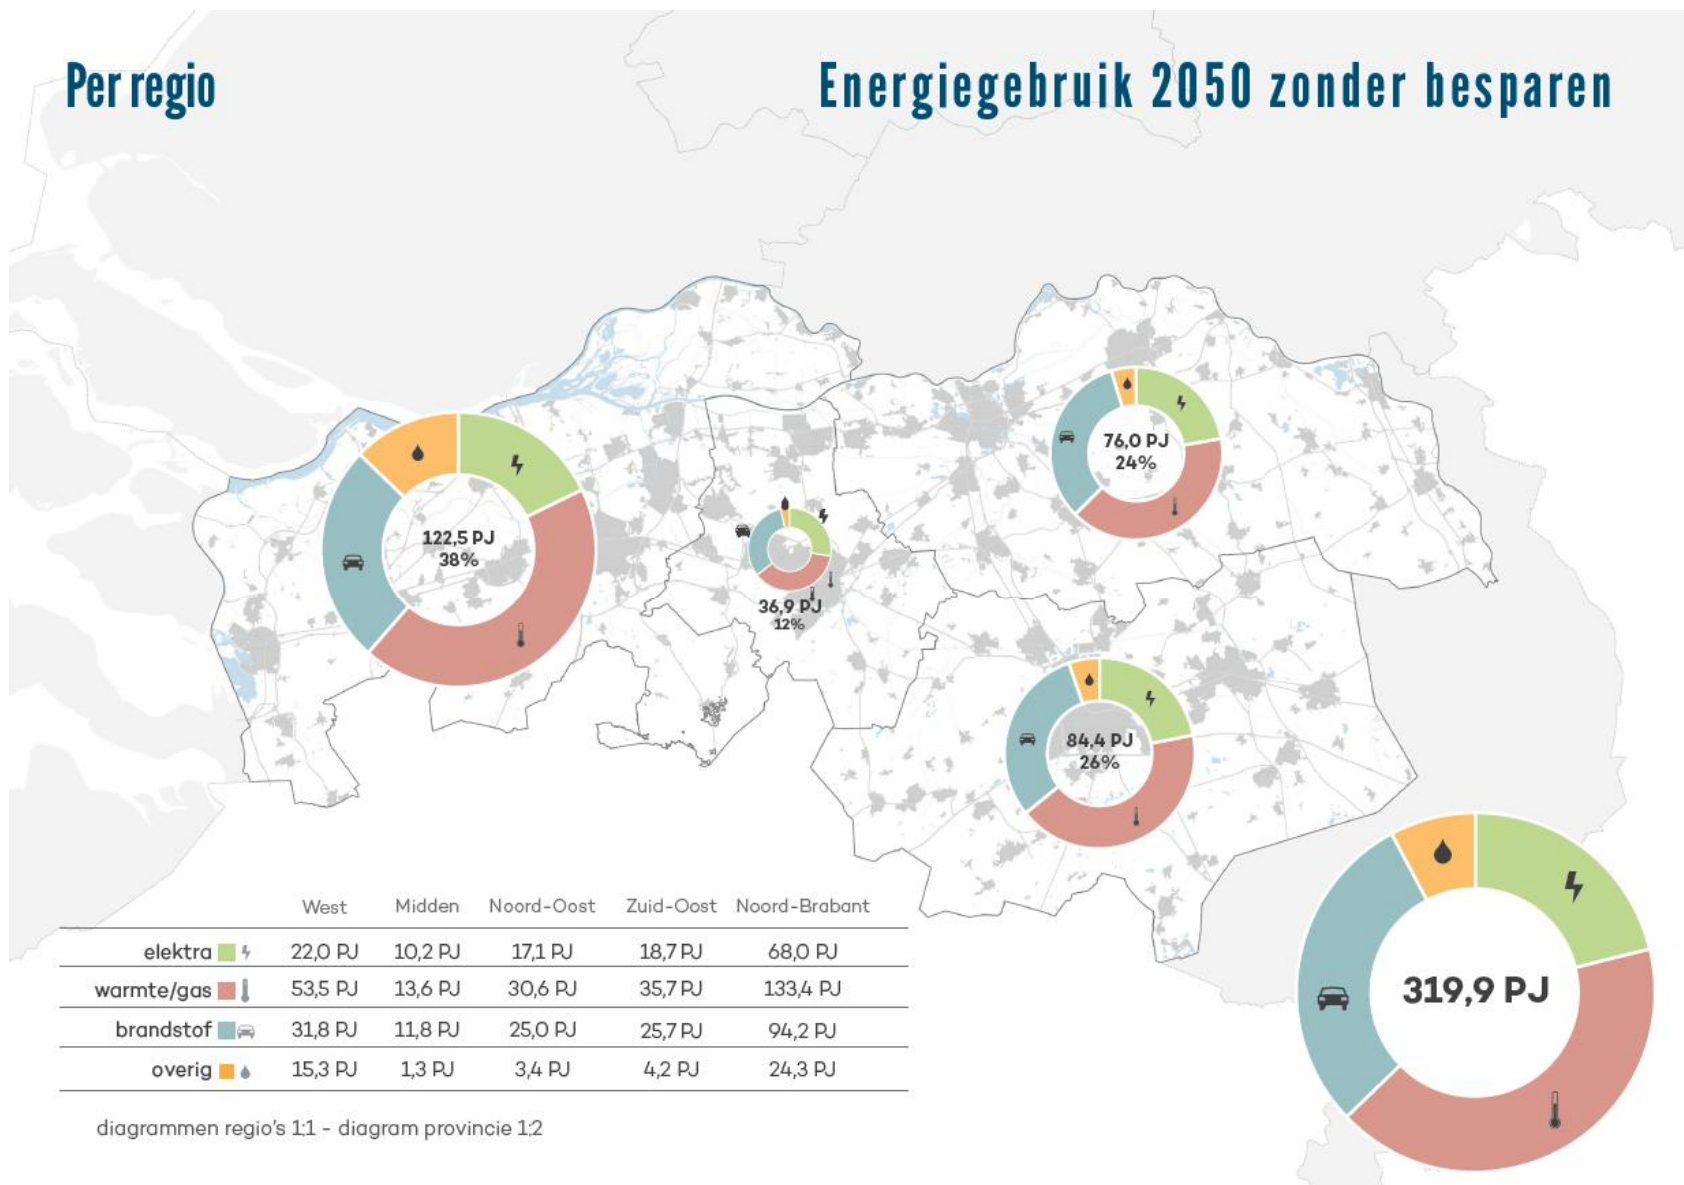 Per regio
Energiegebruik 2050 zonder besparen
76,0 PJ
24%
122,5 PJ
38%
36,9 PJ
12%
84,4 PJ
26%
319,9 PJ
West Midden Noord-Oost Zuid-Oost Noord-Brabant
elektra 22,0 PJ 10,2 PJ 17,1 PJ 18,7 PJ 68,0 PJ
warmte/gas 53,5 PJ 13,6 PJ 30,6 PJ 35,7 PJ 133,4 PJ
brandstof 31,8 PJ 11,8 PJ 25,0 PJ 25,7 PJ 94,2 PJ
overig 15,3 PJ 1,3 PJ 3,4 PJ 4,2 PJ 24,3 PJ
diagrammen regio's 1:1 - diagram provincie 1:2